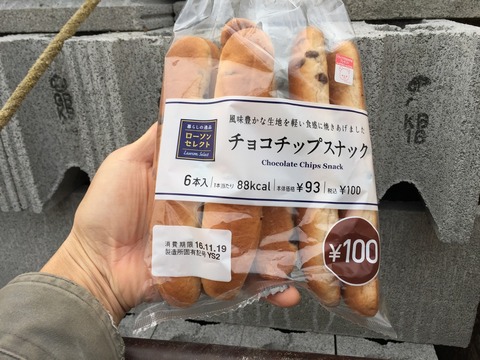 風味豊かな生地を軽い食感に焼きあげました
暮らしの逸品
ローソン
セレクト
Lawson Select
チョコチップスナック
Chocolate Chips Snack
6本入 1本当たり 88kcal 本体価格 ¥93 税込 ¥100
¥100
消費期限 16.11.19
製造所固有記号 YS2